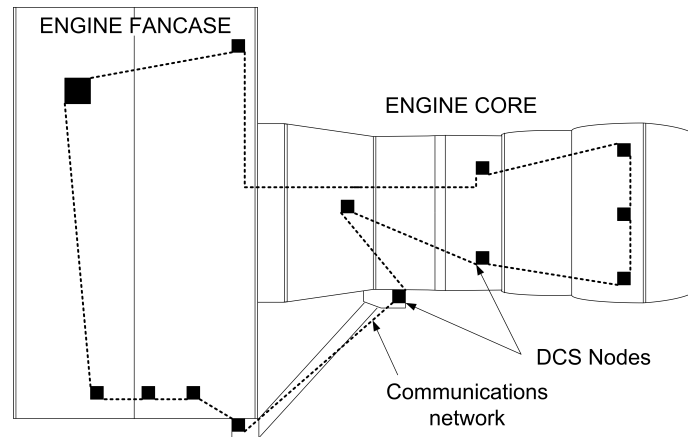 ENGINE FANCASE
ENGINE CORE
DCS Nodes
Communications
network